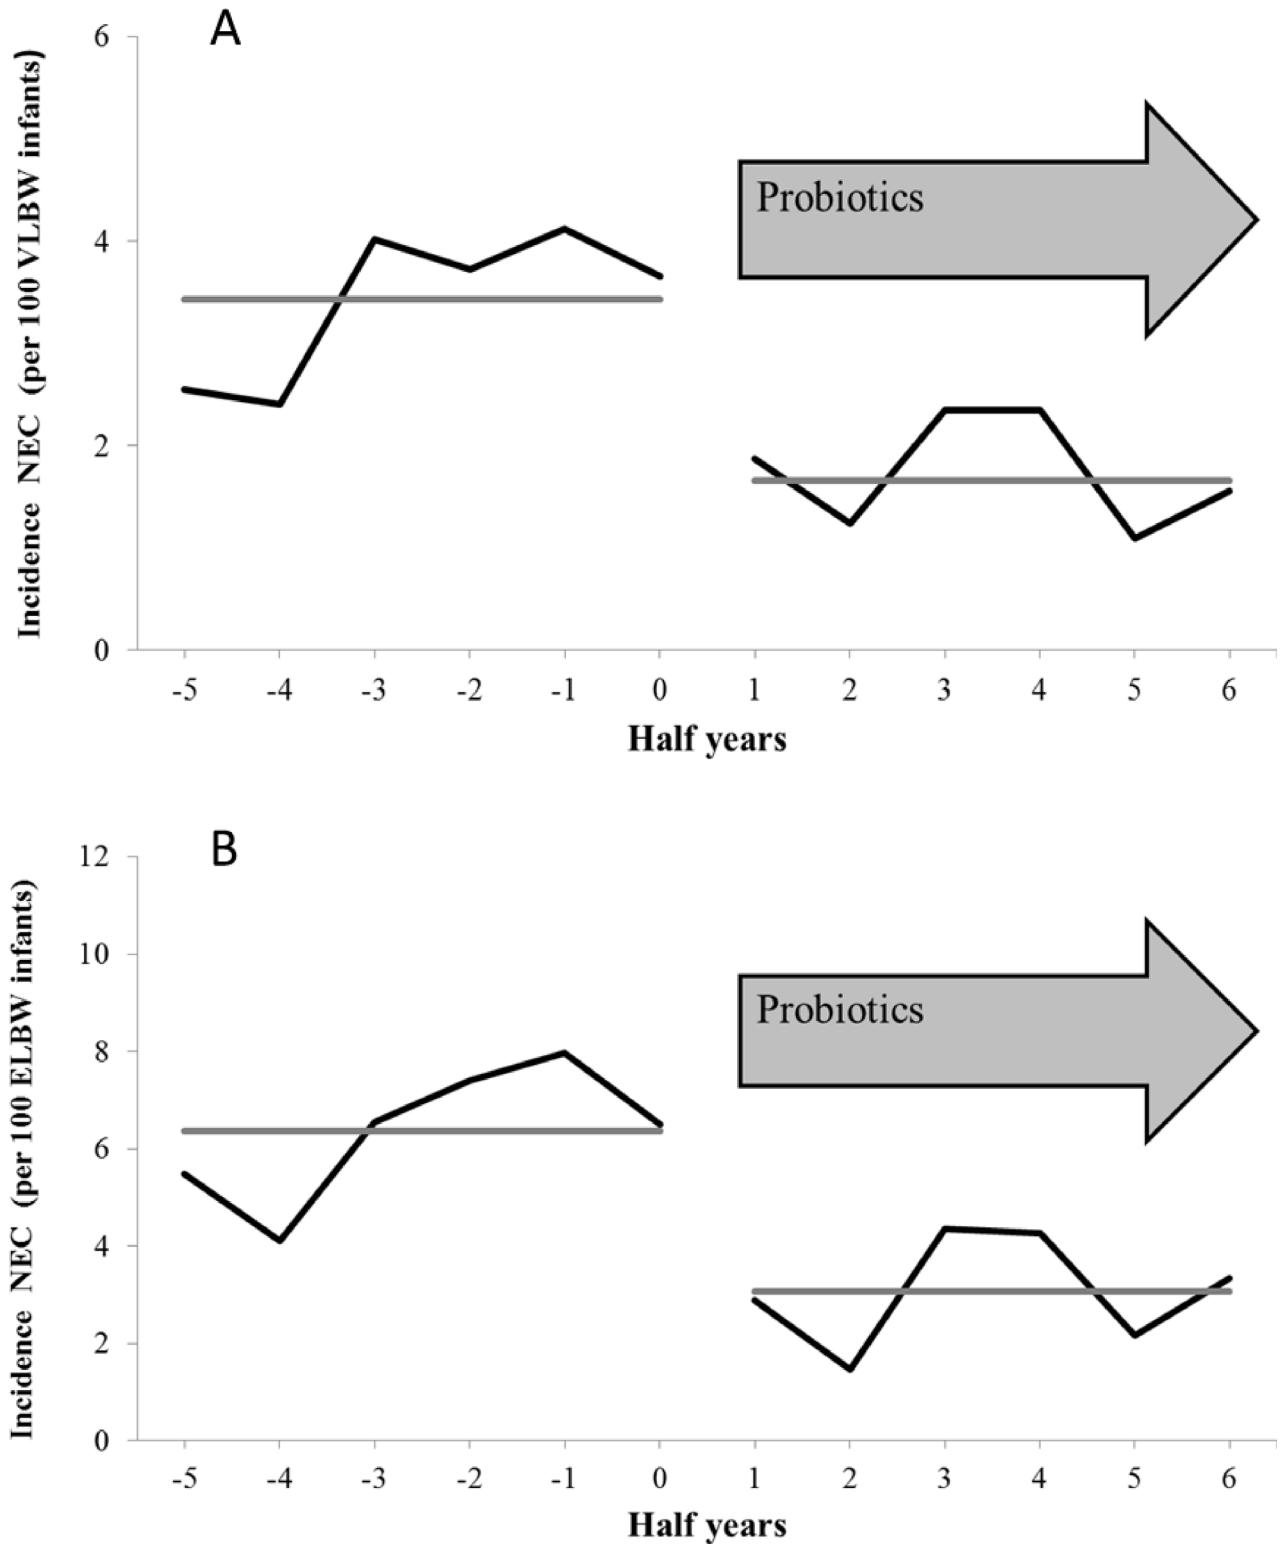 A
6
4
2
0
Incidence NEC (per 100 VLBW infants)
Probiotics
-5 -4 -3 -2 -1 0 1 2 3 4 5 6
Half years
B
12
10
8
6
4
2
0
Incidence NEC (per 100 ELBW infants)
Probiotics
-5 -4 -3 -2 -1 0 1 2 3 4 5 6
Half years